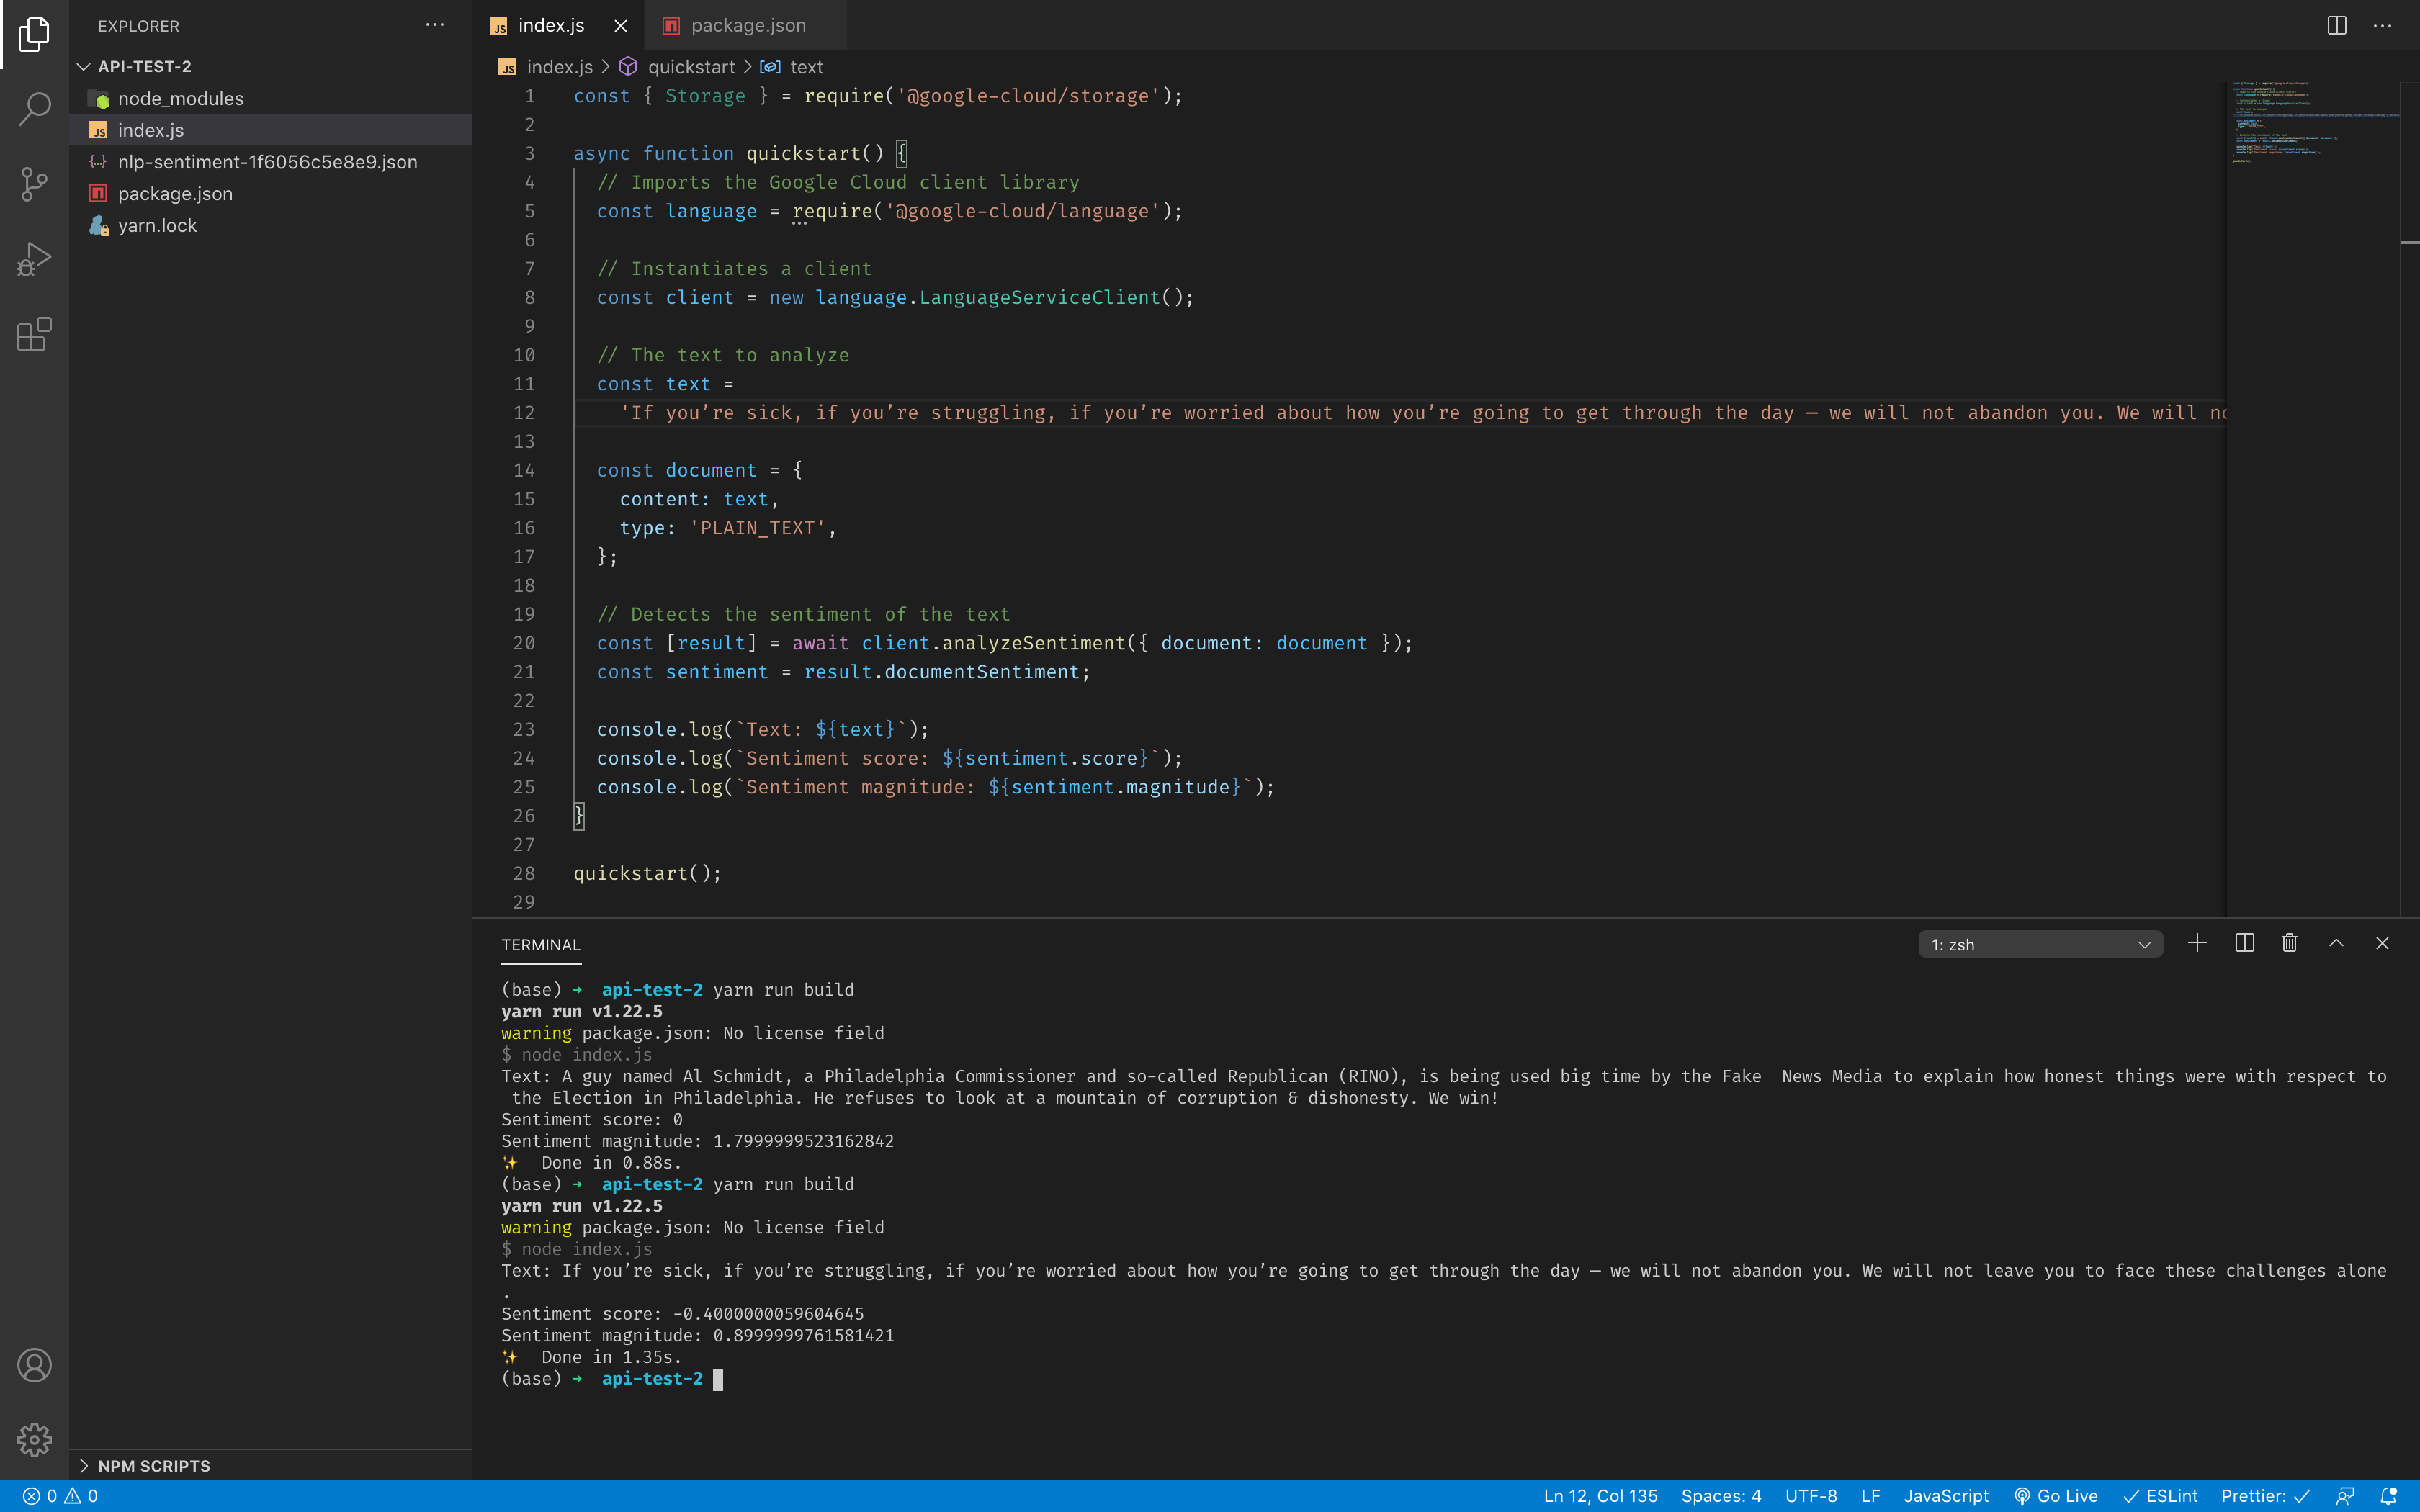 EXPLORER
···
API-TEST-2
node_modules
index.js
nlp-sentiment-1f6056c5e8e9.json
package.json
yarn.lock
NPM SCRIPTS
index.js
package.json
index.js > quickstart > text
1 const { Storage } = require('@google-cloud/storage');
2
3 async function quickstart() {
4 // Imports the Google Cloud client library
5 const language = require('@google-cloud/language');
6
7 // Instantiates a client
8 const client = new language.LanguageServiceClient();
9
10 // The text to analyze
11 const text =
12 'If you’re sick, if you’re struggling, if you’re worried about how you’re going to get through the day — we will not abandon you. We will no
13
14 const document = {
15 content: text,
16 type: 'PLAIN_TEXT',
17 };
18
19 // Detects the sentiment of the text
20 const [result] = await client.analyzeSentiment({ document: document });
21 const sentiment = result.documentSentiment;
22
23 console.log(`Text: ${text}`);
24 console.log(`Sentiment score: ${sentiment.score}`);
25 console.log(`Sentiment magnitude: ${sentiment.magnitude}`);
26 }
27
28 quickstart();
29
TERMINAL
1: zsh
(base) ➜ api-test-2 yarn run build
yarn run v1.22.5
warning package.json: No license field
$ node index.js
Text: A guy named Al Schmidt, a Philadelphia Commissioner and so-called Republican (RINO), is being used big time by the Fake  News Media to explain how honest things were with respect to
the Election in Philadelphia. He refuses to look at a mountain of corruption & dishonesty. We win!
Sentiment score: 0
Sentiment magnitude: 1.7999999523162842
✨ Done in 0.88s.
(base) ➜ api-test-2 yarn run build
yarn run v1.22.5
warning package.json: No license field
$ node index.js
Text: If you’re sick, if you’re struggling, if you’re worried about how you’re going to get through the day — we will not abandon you. We will not leave you to face these challenges alone
.
Sentiment score: -0.4000000059604645
Sentiment magnitude: 0.8999999761581421
✨ Done in 1.35s.
(base) ➜ api-test-2
0 0
Ln 12, Col 135 Spaces: 4 UTF-8 LF JavaScript Go Live ESLint Prettier: ✓